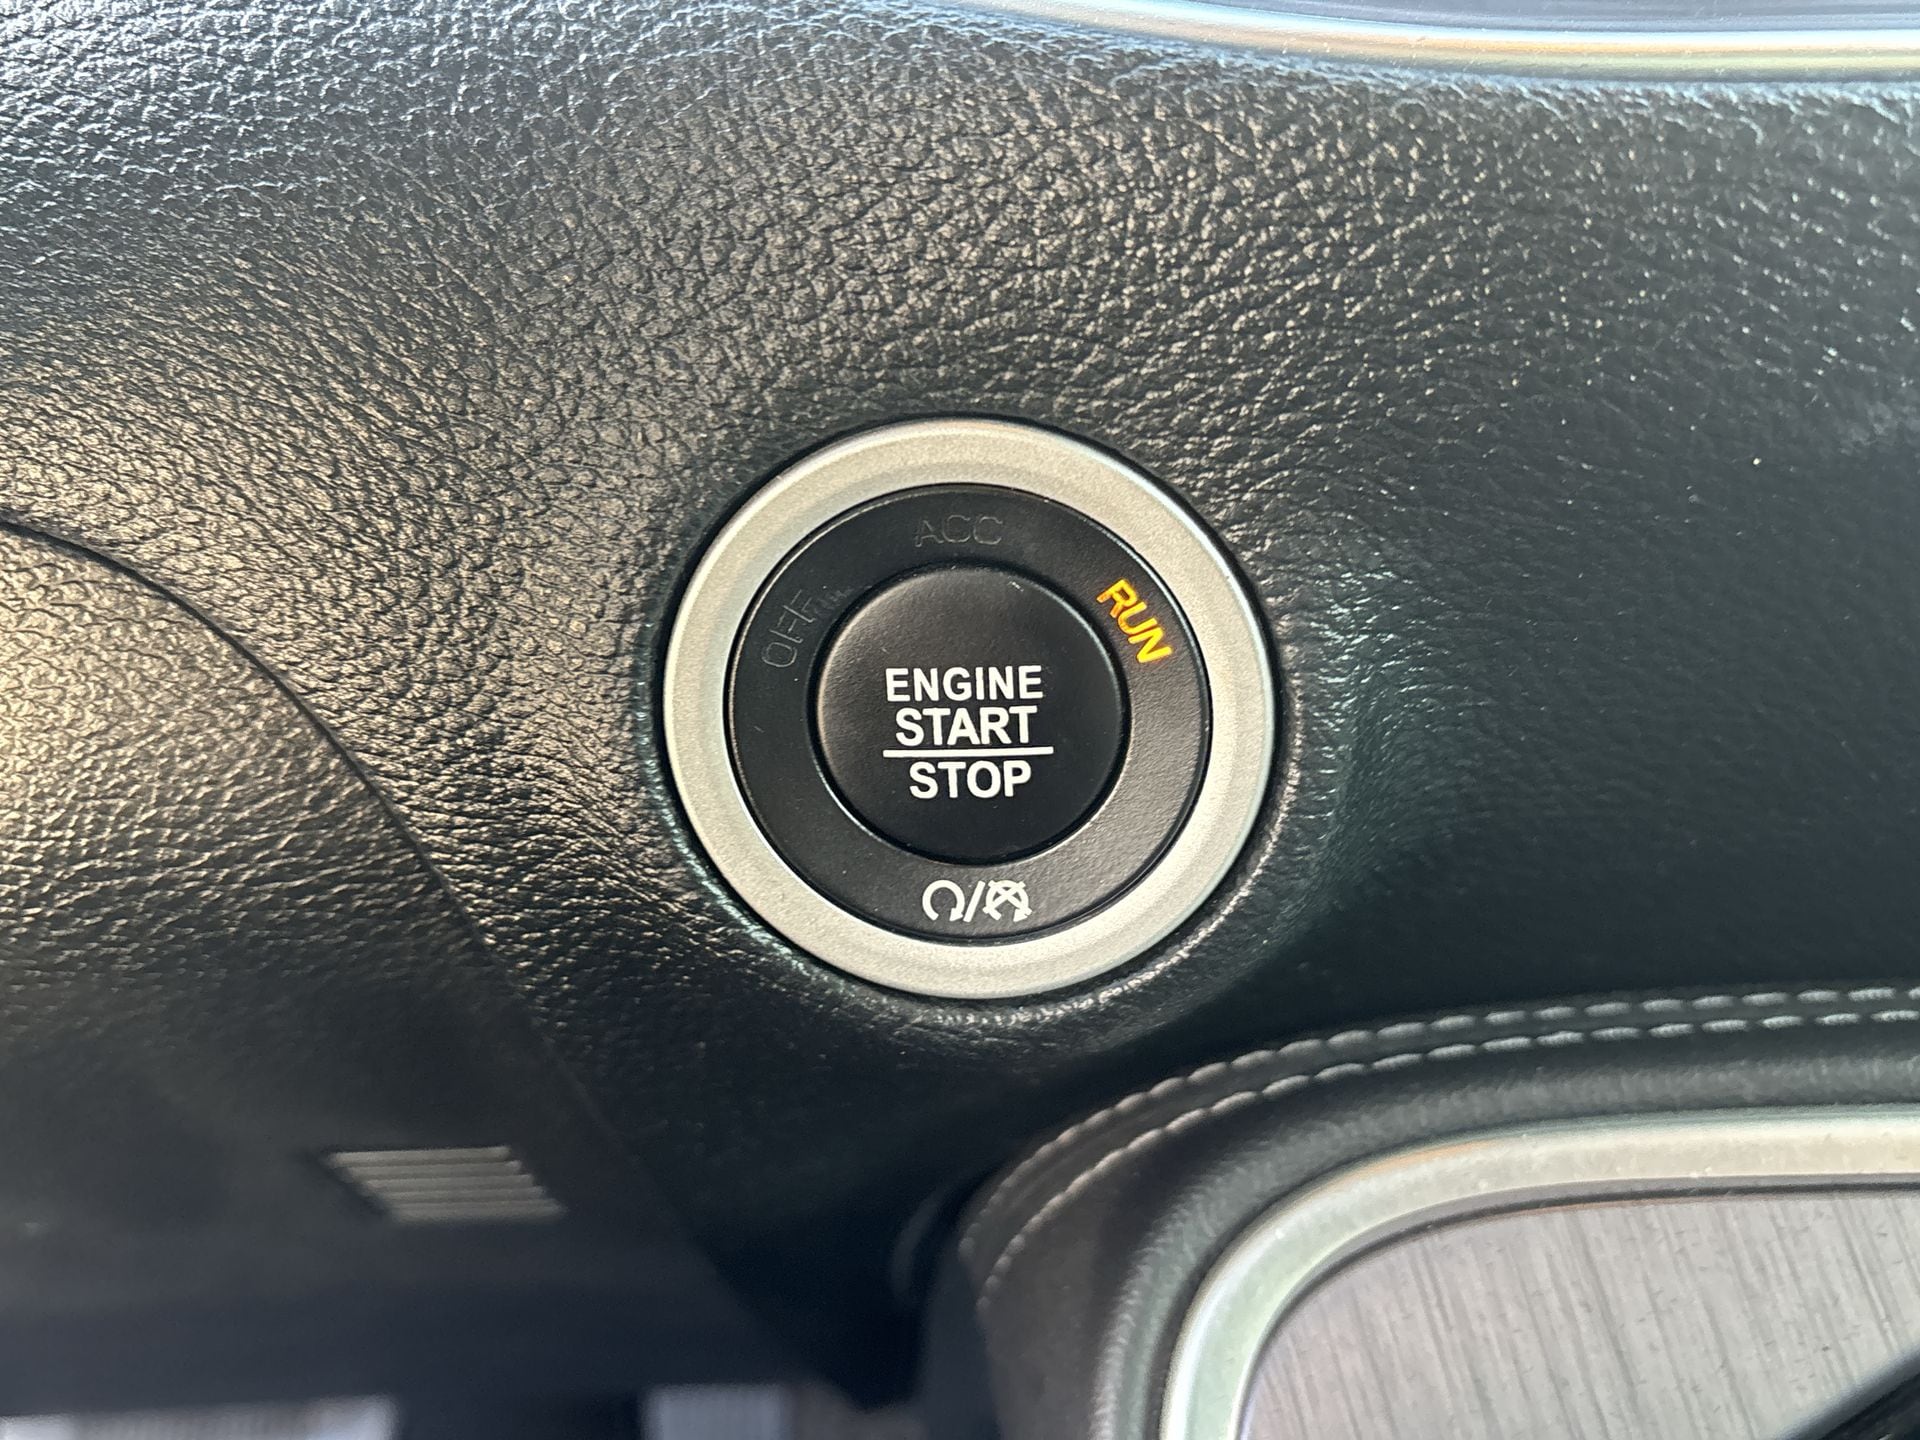 ACC
OFF
RUN
ENGINE
START
STOP